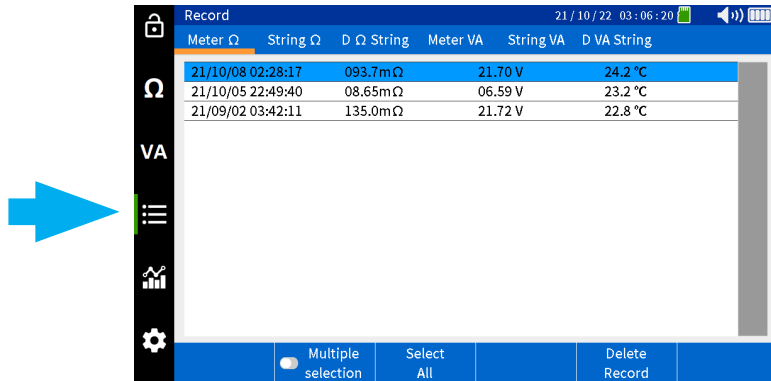 Record 21/10/22 03:06:20
Meter Ω String Ω D Ω String Meter VA String VA D VA String
21/10/08 02:28:17 093.7mΩ 21.70 V 24.2 ℃
21/10/05 22:49:40 08.65mΩ 06.59 V 23.2 ℃
21/09/02 03:42:11 135.0mΩ 21.72 V 22.8 ℃
Ω
VA
Multiple Select Delete
selection All Record